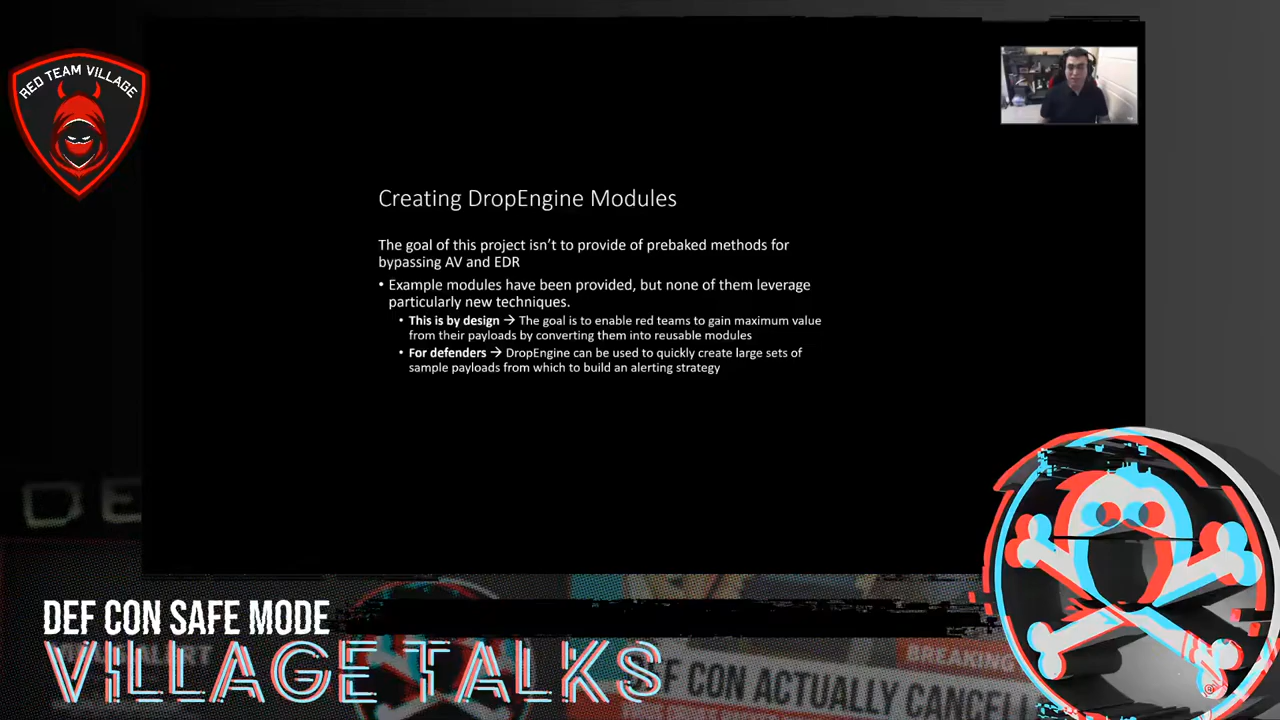 RED TEAM VILLAGE
Creating DropEngine Modules
The goal of this project isn't to provide of prebaked methods for
bypassing AV and EDR
• Example modules have been provided, but none of them leverage
particularly new techniques.
• This is by design → The goal is to enable red teams to gain maximum value
from their payloads by converting them into reusable modules
• For defenders → DropEngine can be used to quickly create large sets of
sample payloads from which to build an alerting strategy
DE
DEF CON SAFE MODE
VILLAGE TALKS
BREAKING
F CON ACTUALLY CANCELL